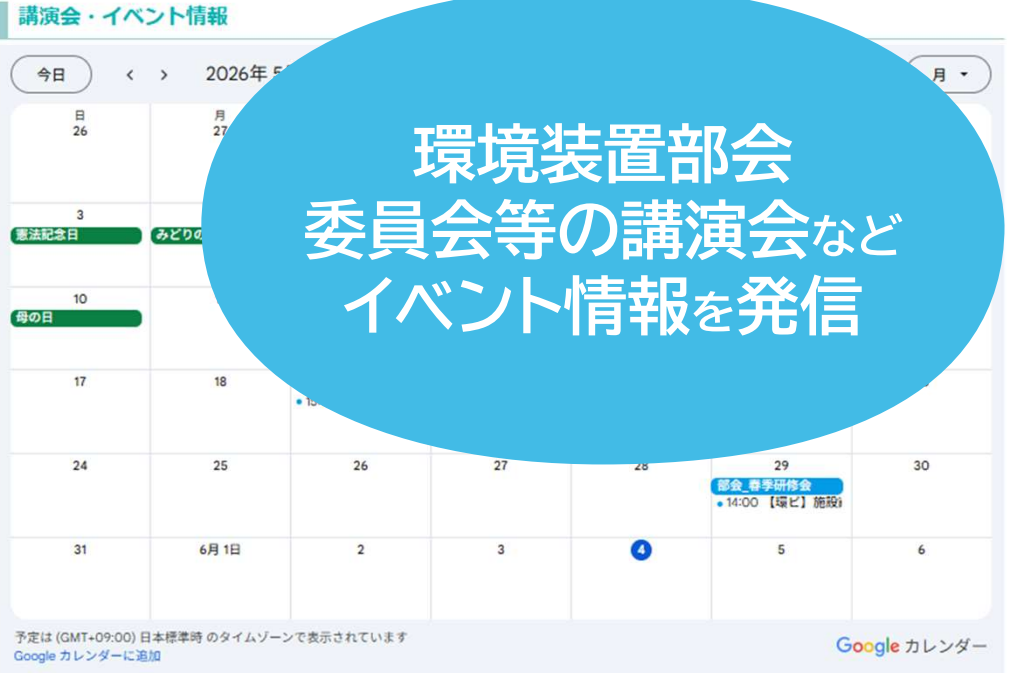 講演会・イベント情報
今日 < > 2026年
月
日 月
26 27
3
憲法記念日 みどりの
10
母の日
17 18
24 25 26 27 28 29 30
部会_春季研修会
14:00 【環ビ】施設
31 6月 1日 2 3 4 5 6
環境装置部会
委員会等の講演会など
イベント情報を発信
予定は (GMT+09:00) 日本標準時 のタイムゾーンで表示されています
Google カレンダーに追加
Google カレンダー